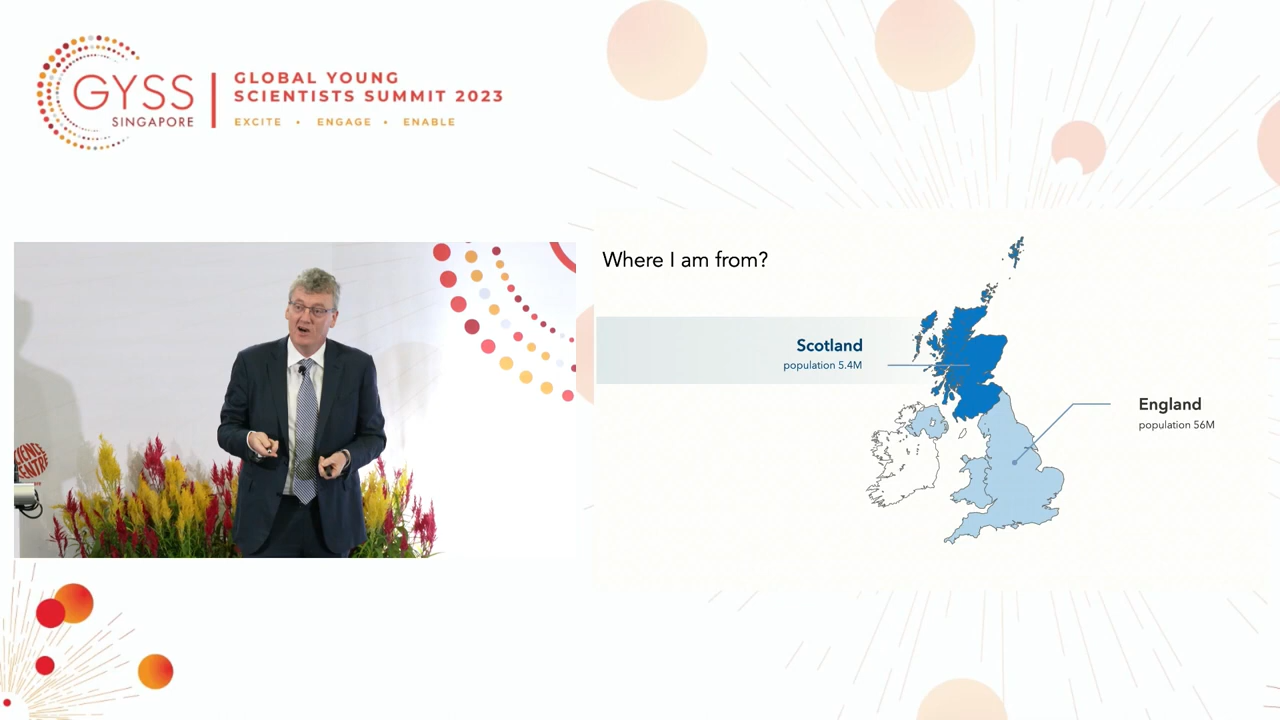 GYSS
SINGAPORE
GLOBAL YOUNG
SCIENTISTS SUMMIT 2023
EXCITE • ENGAGE • ENABLE
Where I am from?
Scotland
population 5.4M
England
population 56M
CENTRE